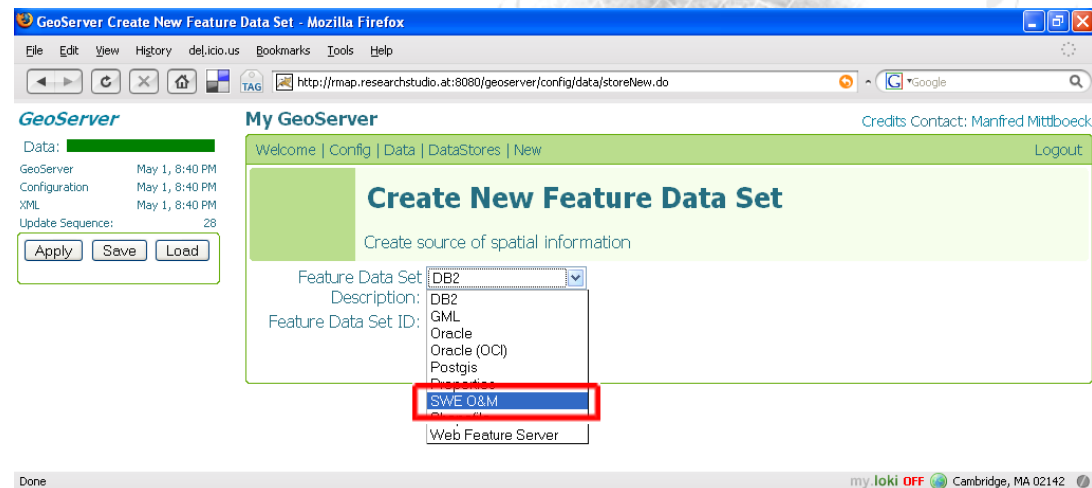 GeoServer Create New Feature Data Set - Mozilla Firefox
File Edit View History del.icio.us Bookmarks Tools Help
TAG http://rmap.researchstudio.at:8080/geoserver/config/data/storeNew.do G Google
GeoServer
My GeoServer
Credits Contact: Manfred Mittlboeck
Data:
Welcome | Config | Data | DataStores | New
Logout
GeoServer May 1, 8:40 PM
Configuration May 1, 8:40 PM
XML May 1, 8:40 PM
Update Sequence: 28
Apply Save Load
Create New Feature Data Set
Create source of spatial information
Feature Data Set DB2
Description:
Feature Data Set ID:
DB2
GML
Oracle
Oracle (OCI)
Postgis
Properties
SWE O&M
Web Feature Server
Done
my.loki OFF Cambridge, MA 02142